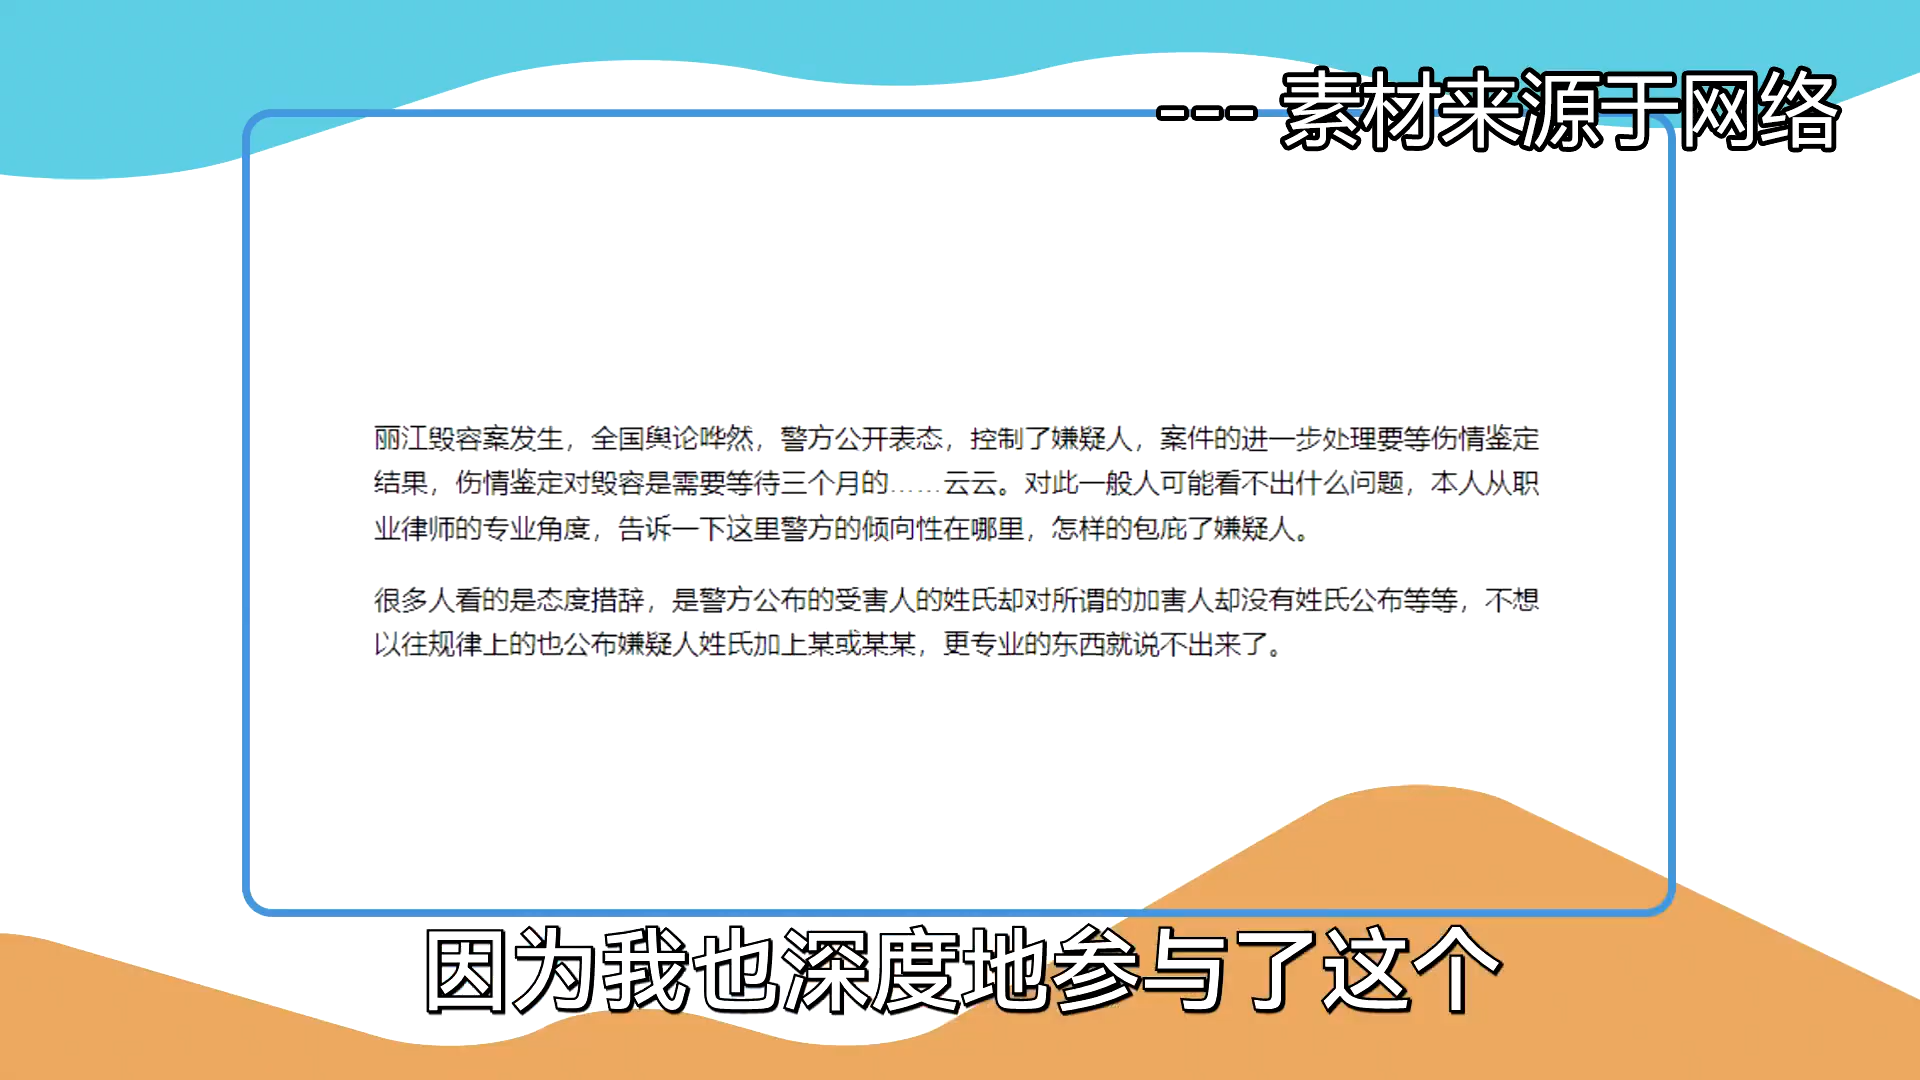 --- 素材来源于网络
丽江毁容案发生，全国舆论哗然，警方公开表态，控制了嫌疑人，案件的进一步处理要等伤情鉴定
结果，伤情鉴定对毁容是需要等待三个月的……云云。对此一般人可能看不出什么问题，本人从职
业律师的专业角度，告诉一下这里警方的倾向性在哪里，怎样的包庇了嫌疑人。
很多人看的是态度措辞，是警方公布的受害人的姓氏却对所谓的加害人却没有姓氏公布等等，不想
以往规律上的也公布嫌疑人姓氏加上某或某某，更专业的东西就说不出来了。
因为我也深度地参与了这个